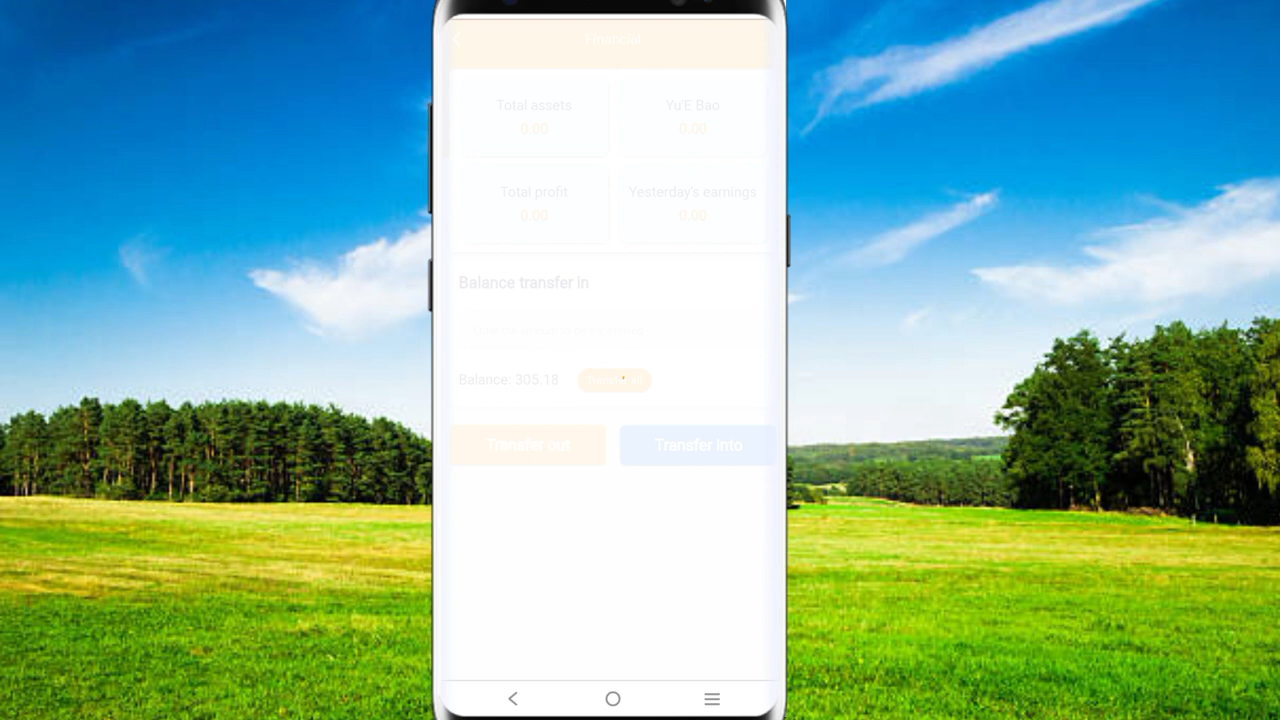 Financial
Total assets
Yu'E Bao
0.00
0.00
Total profit
Yesterday's earnings
0.00
0.00
Balance transfer in
Balance: 305.18
Transfer out
Transfer into